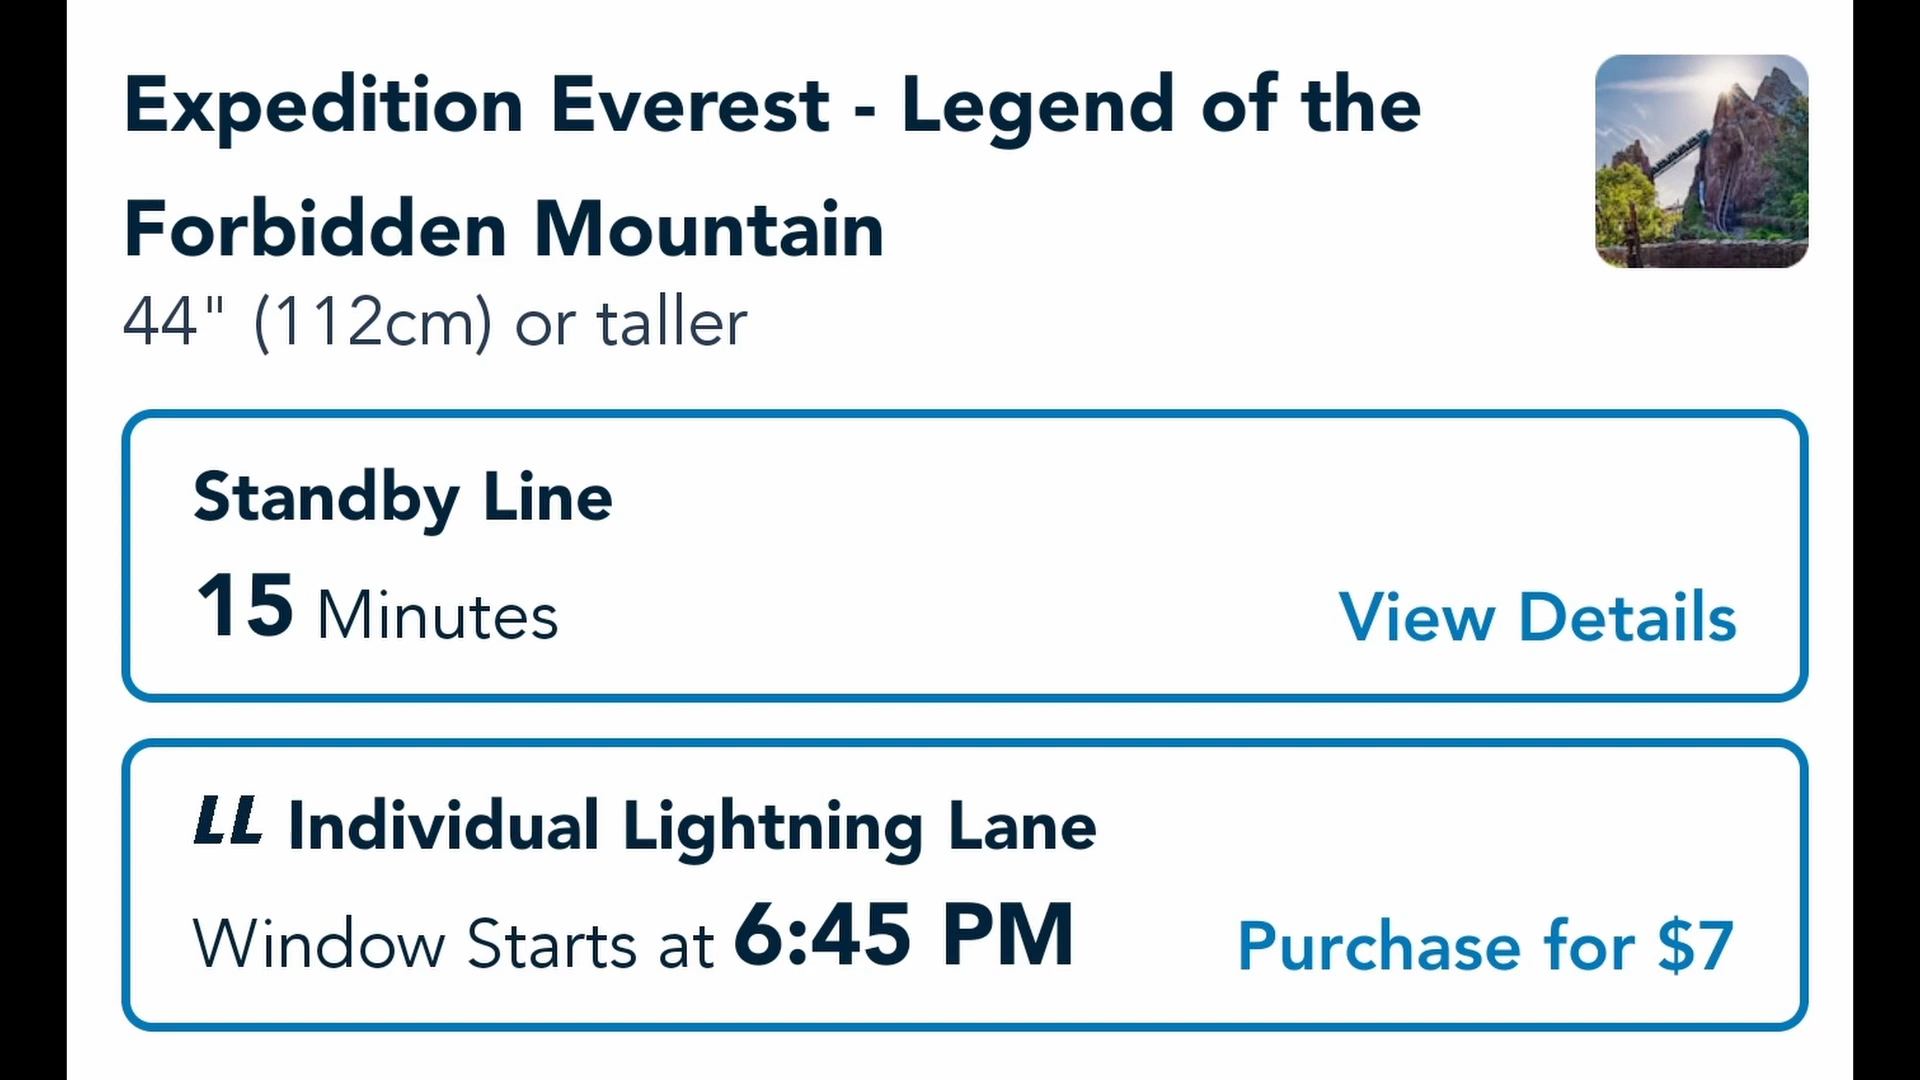 Expedition Everest - Legend of the
Forbidden Mountain
44" (112cm) or taller
Standby Line
15 Minutes
View Details
LL Individual Lightning Lane
Window Starts at 6:45 PM
Purchase for $7